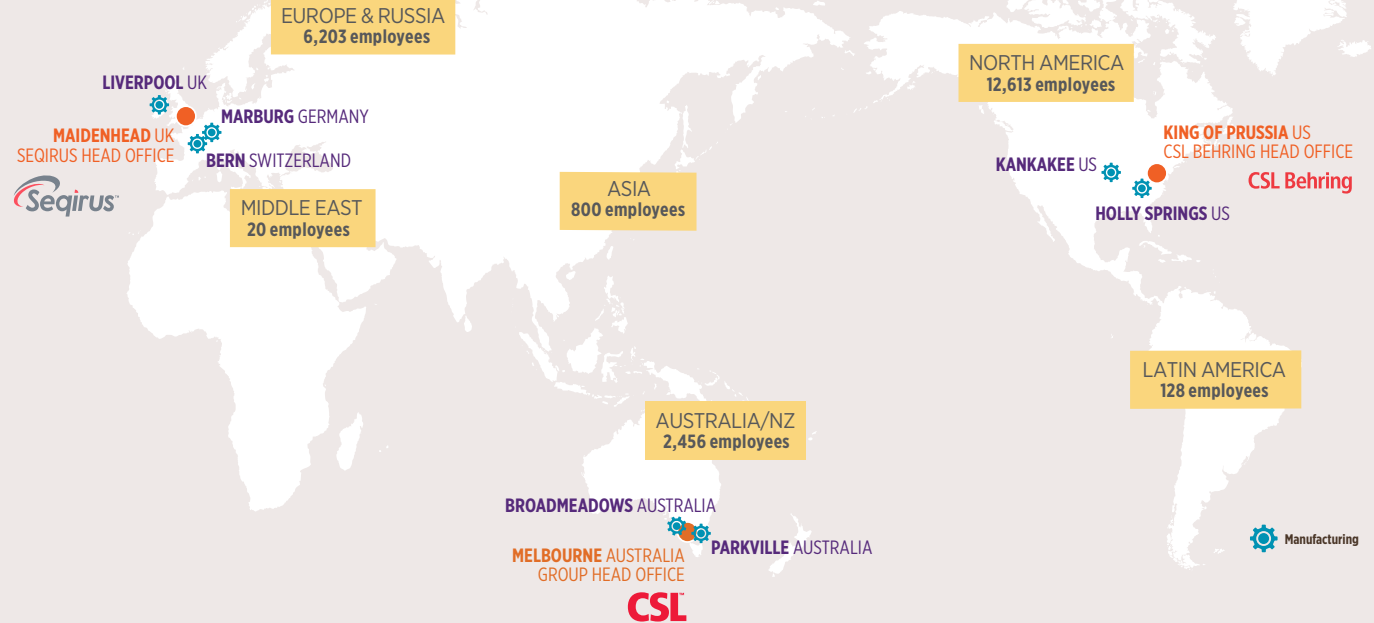 EUROPE & RUSSIA
6,203 employees
LIVERPOOL UK
MARBURG GERMANY
MAIDENHEAD UK
SEQIRUS HEAD OFFICE
BERN SWITZERLAND
Seqirus™
MIDDLE EAST
20 employees
ASIA
800 employees
NORTH AMERICA
12,613 employees
KING OF PRUSSIA US
CSL BEHRING HEAD OFFICE
KANKAKEE US
CSL Behring
HOLLY SPRINGS US
LATIN AMERICA
128 employees
AUSTRALIA/NZ
2,456 employees
BROADMEADOWS AUSTRALIA
PARKVILLE AUSTRALIA
MELBOURNE AUSTRALIA
GROUP HEAD OFFICE
CSL™
Manufacturing